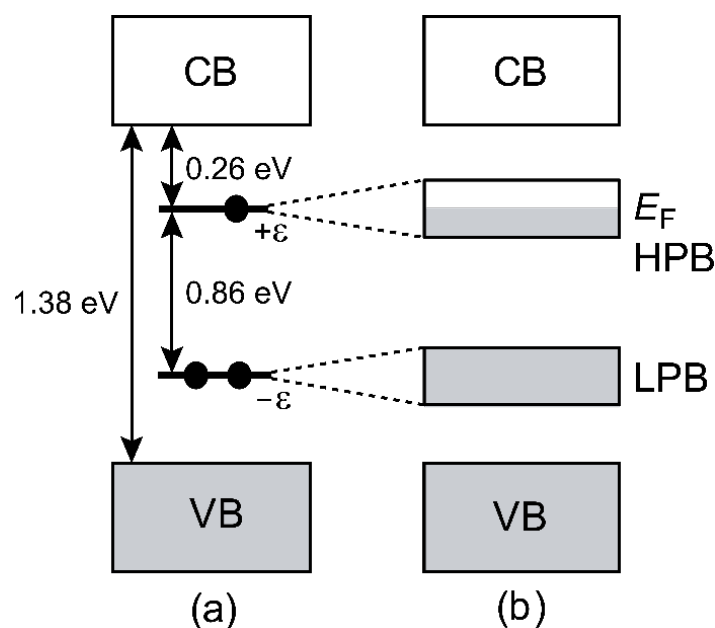 CB
CB
0.26 eV
+ε
E_F
HPB
1.38 eV
0.86 eV
−ε
LPB
VB
VB
(a)
(b)